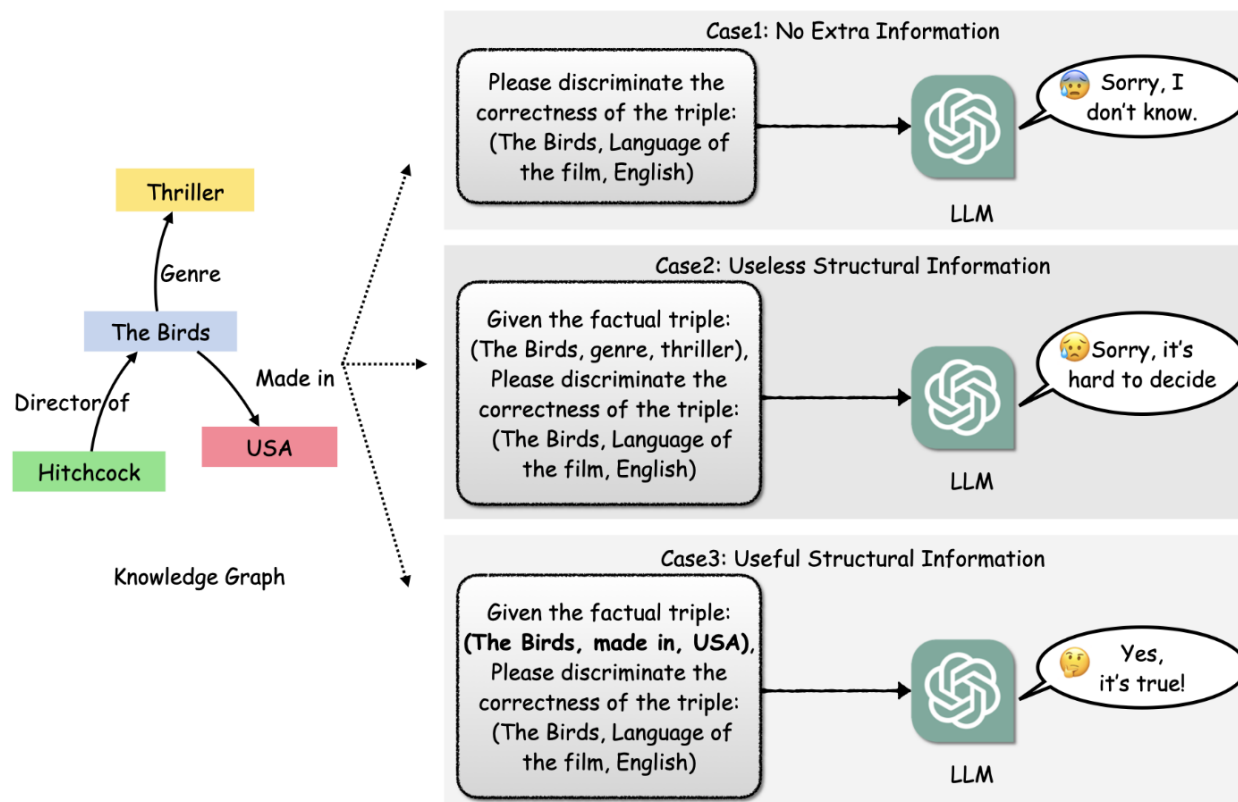 Thriller
Genre
The Birds
Made in
Director of
USA
Hitchcock
Knowledge Graph
Case1: No Extra Information
Please discriminate the
correctness of the triple:
(The Birds, Language of
the film, English)
LLM
Sorry, I
don't know.
Case2: Useless Structural Information
Given the factual triple:
(The Birds, genre, thriller),
Please discriminate the
correctness of the triple:
(The Birds, Language of
the film, English)
LLM
Sorry, it's
hard to decide
Case3: Useful Structural Information
Given the factual triple:
(The Birds, made in, USA),
Please discriminate the
correctness of the triple:
(The Birds, Language of
the film, English)
LLM
Yes,
it's true!